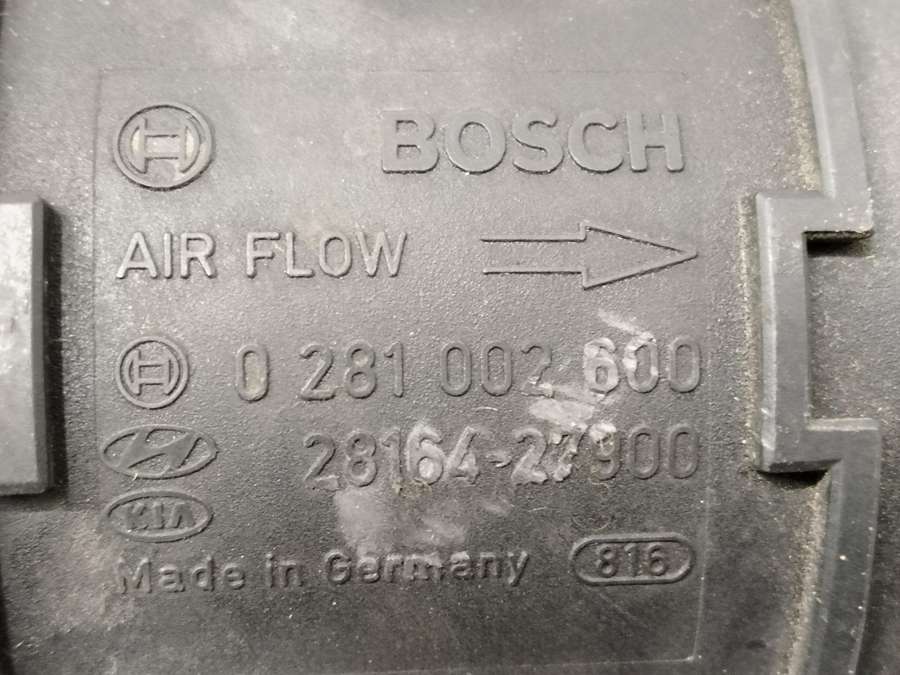 BOSCH
AIR FLOW
0 281 002 600
28164-27900
KIA
Made in Germany 816